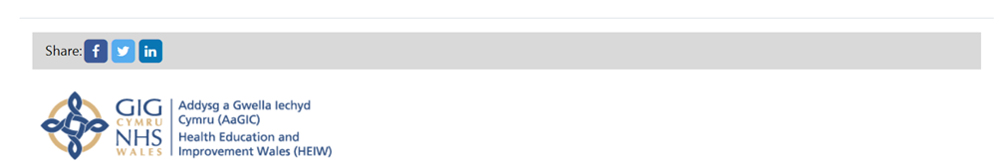 Share:
GIG
CYMRU
NHS
WALES
Addysg a Gwella Iechyd
Cymru (AaGIC)
Health Education and
Improvement Wales (HEIW)